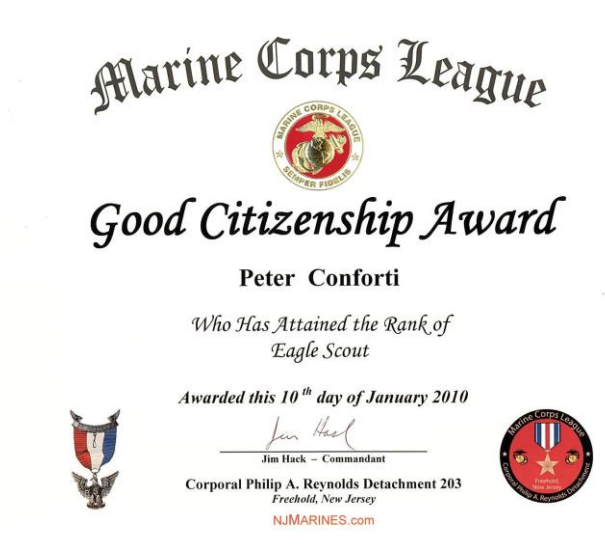 Marine Corps League
MARINE CORPS LEAGUE
SEMPER FIDELIS
Good Citizenship Award
Peter Conforti
Who Has Attained the Rank of
Eagle Scout
Awarded this 10th day of January 2010
Jim Hack
Jim Hack – Commandant
Corporal Philip A. Reynolds Detachment 203
Freehold, New Jersey
NJMARINES.com
Marine Corps League
Freehold,
New Jersey
Corporal Philip A. Reynolds Detachment